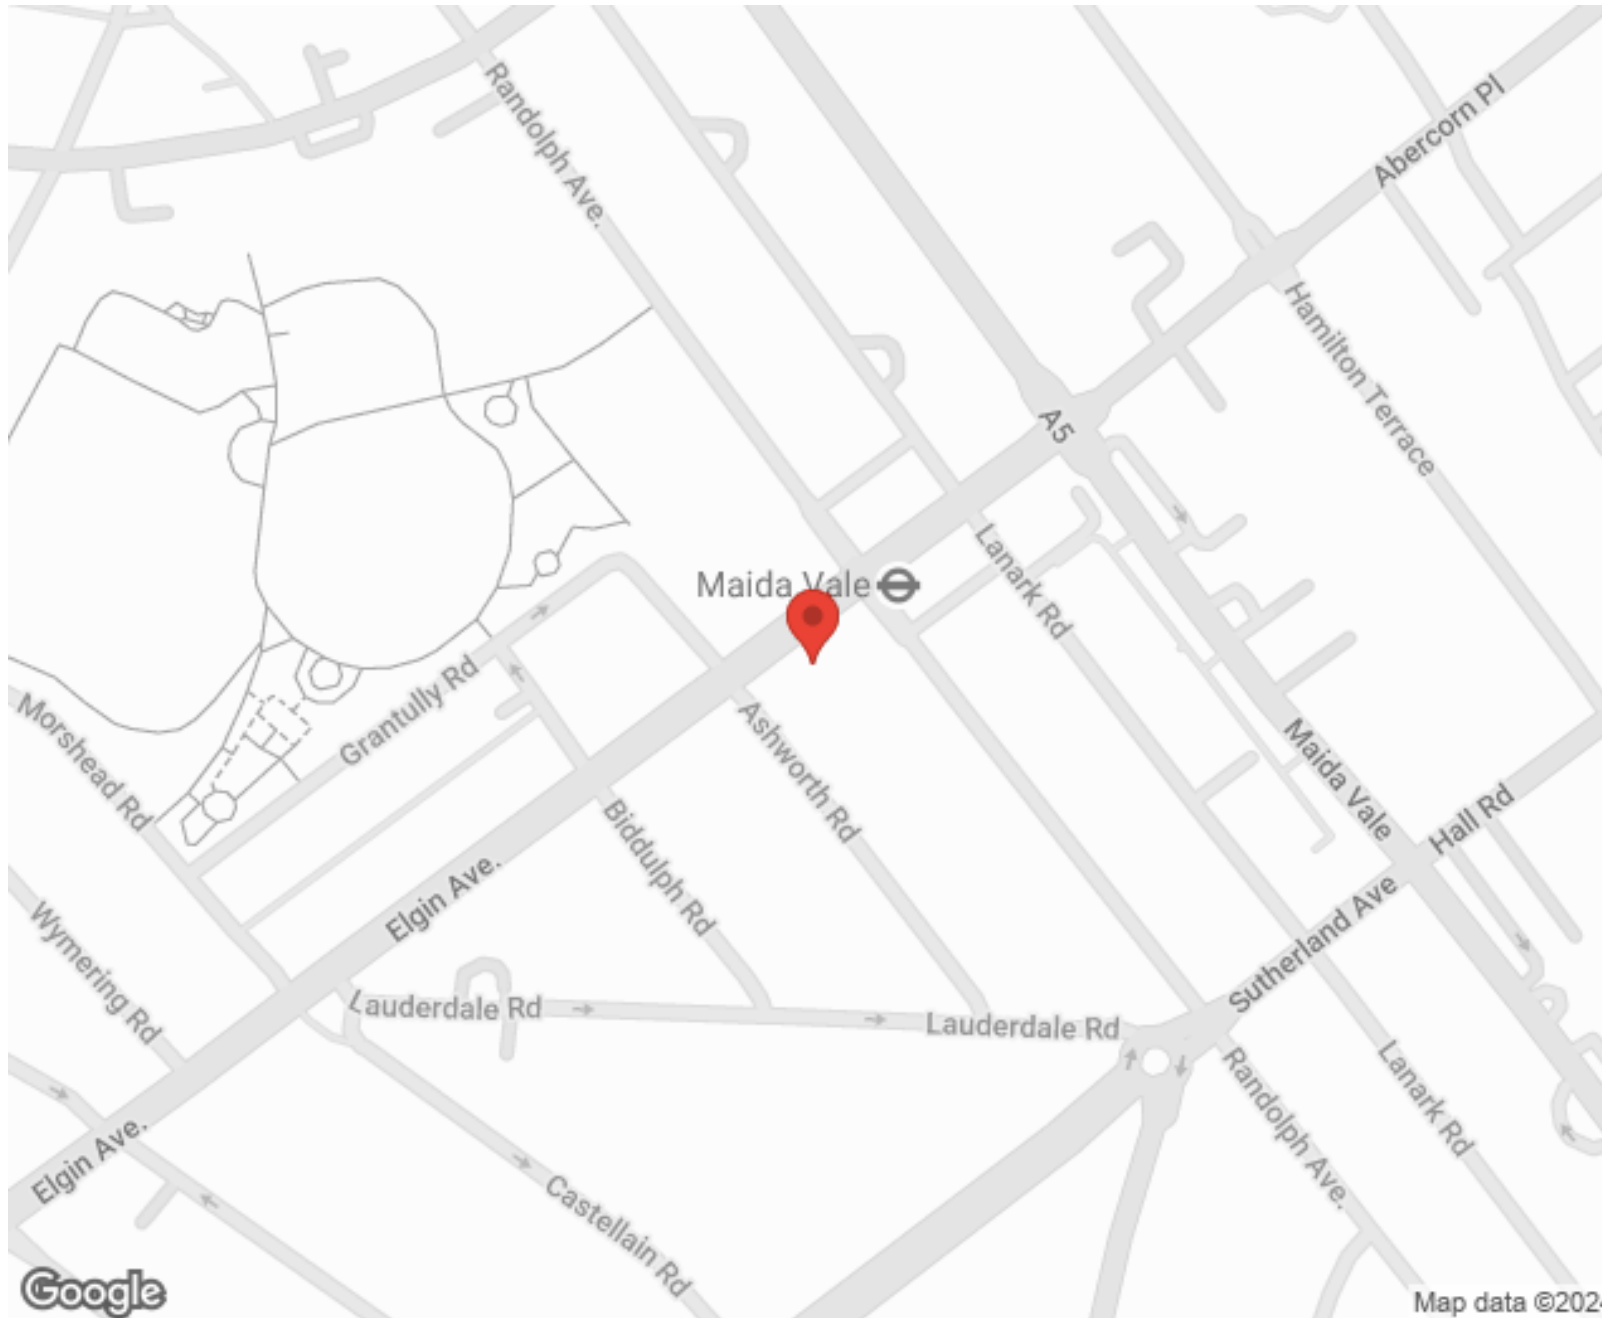 Randolph Ave.
Abercorn Pl
Hamilton Terrace
A5
Maida Vale
Lanark Rd
Grantully Rd
Morshead Rd
Ashworth Rd
Maida Vale
Hall Rd
Biddulph Rd
Elgin Ave.
Wymering Rd
Sutherland Ave
Lauderdale Rd
Lauderdale Rd
Lanark Rd
Randolph Ave.
Elgin Ave.
Castellain Rd
Google
Map data ©2024